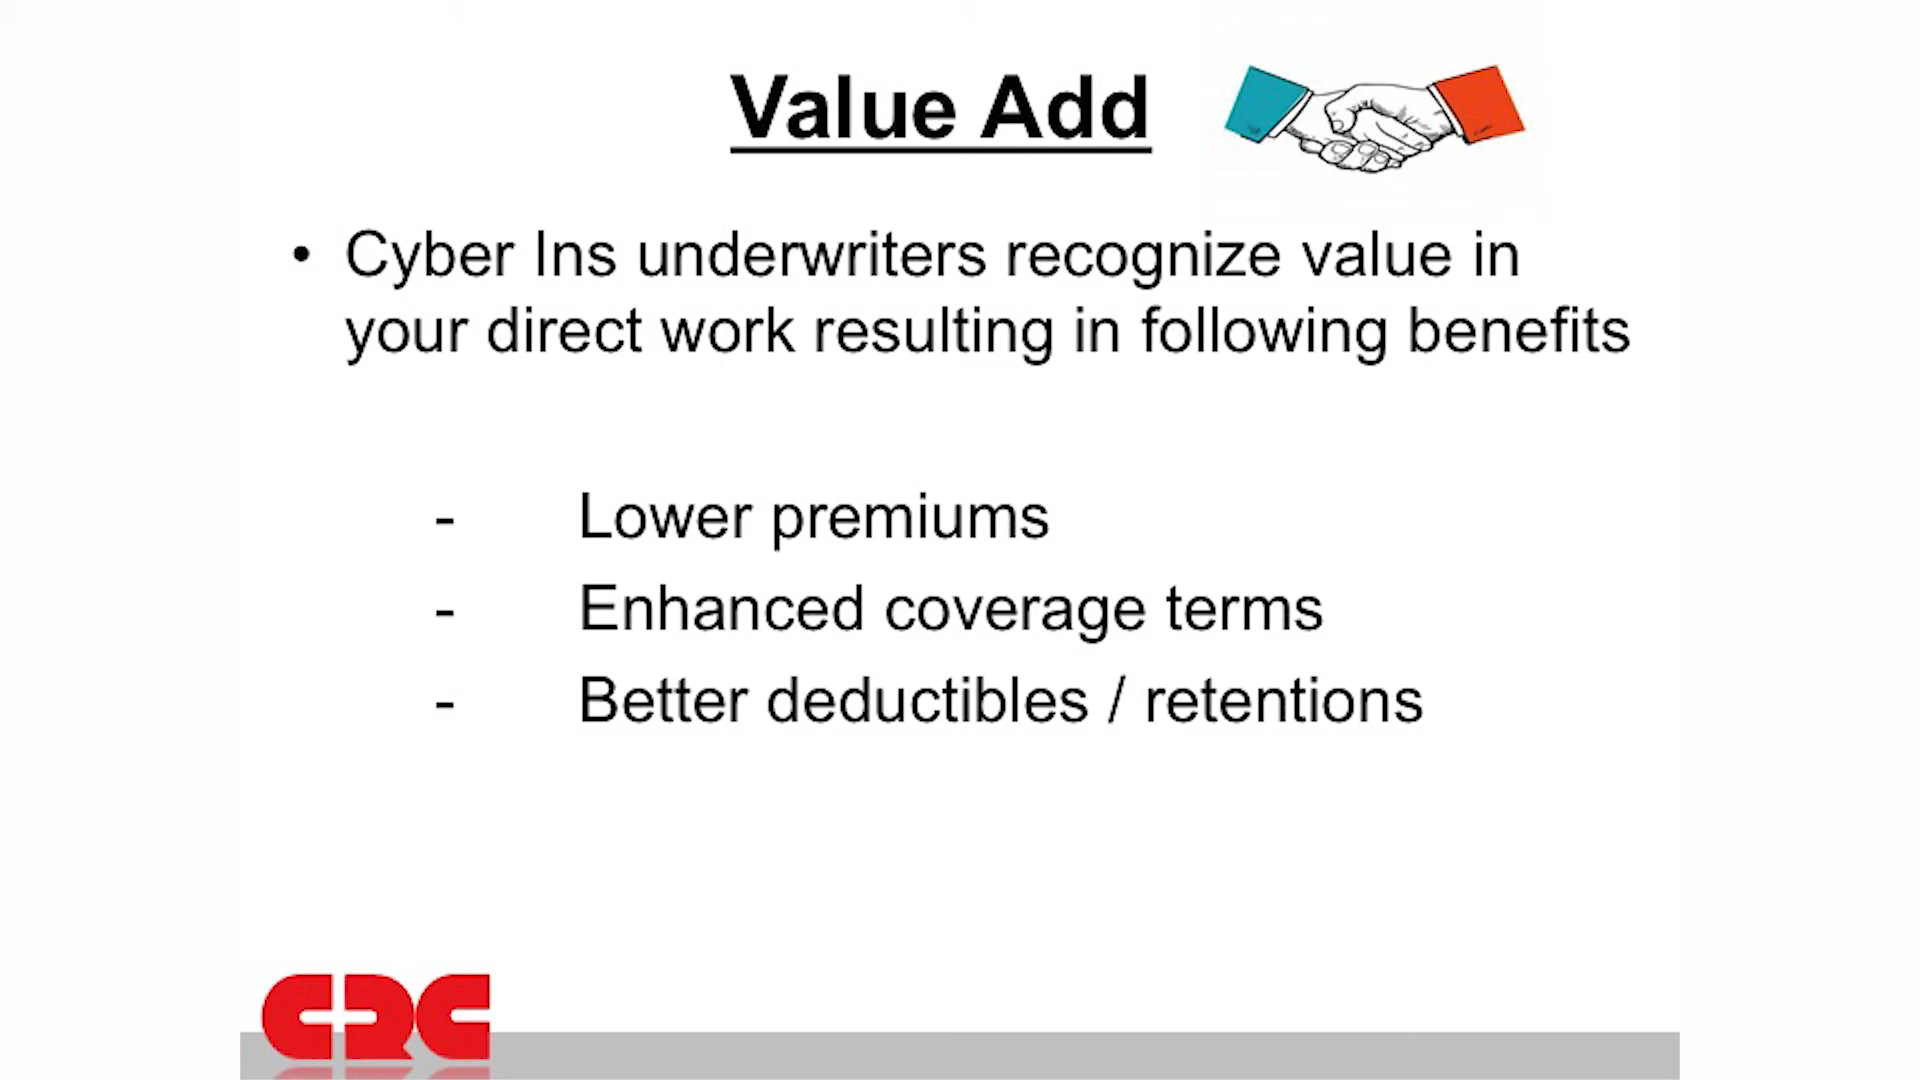 Value Add
• Cyber Ins underwriters recognize value in
your direct work resulting in following benefits
- Lower premiums
- Enhanced coverage terms
- Better deductibles / retentions
CRC